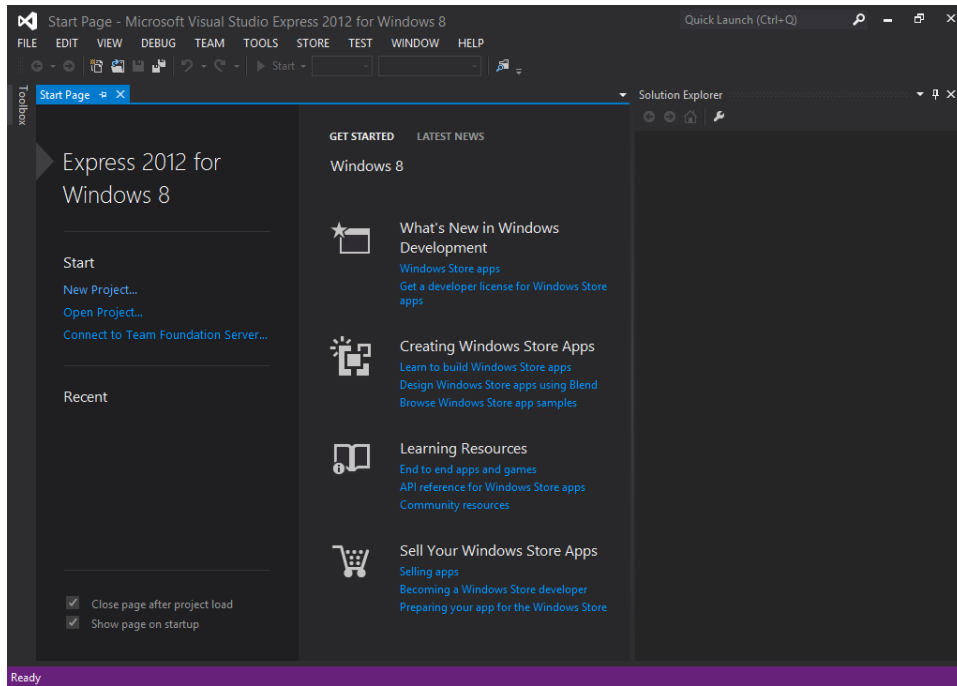 Start Page - Microsoft Visual Studio Express 2012 for Windows 8
Quick Launch (Ctrl+Q)
FILE EDIT VIEW DEBUG TEAM TOOLS STORE TEST WINDOW HELP
Start
Toolbox
Start Page
Solution Explorer
Express 2012 for
Windows 8
Start
New Project...
Open Project...
Connect to Team Foundation Server...
Recent
Close page after project load
Show page on startup
GET STARTED LATEST NEWS
Windows 8
What's New in Windows
Development
Windows Store apps
Get a developer license for Windows Store
apps
Creating Windows Store Apps
Learn to build Windows Store apps
Design Windows Store apps using Blend
Browse Windows Store app samples
Learning Resources
End to end apps and games
API reference for Windows Store apps
Community resources
Sell Your Windows Store Apps
Selling apps
Becoming a Windows Store developer
Preparing your app for the Windows Store
Ready